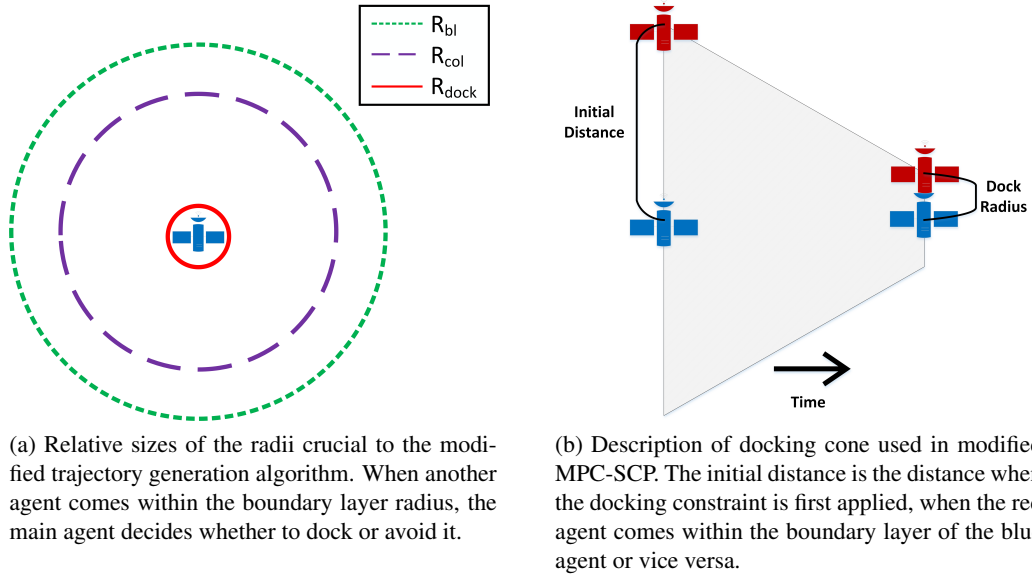 R_bl
R_col
R_dock
Initial
Distance
Dock
Radius
Time
(a) Relative sizes of the radii crucial to the modi-
fied trajectory generation algorithm. When another
agent comes within the boundary layer radius, the
main agent decides whether to dock or avoid it.
(b) Description of docking cone used in modified
MPC-SCP. The initial distance is the distance when
the docking constraint is first applied, when the red
agent comes within the boundary layer of the blue
agent or vice versa.